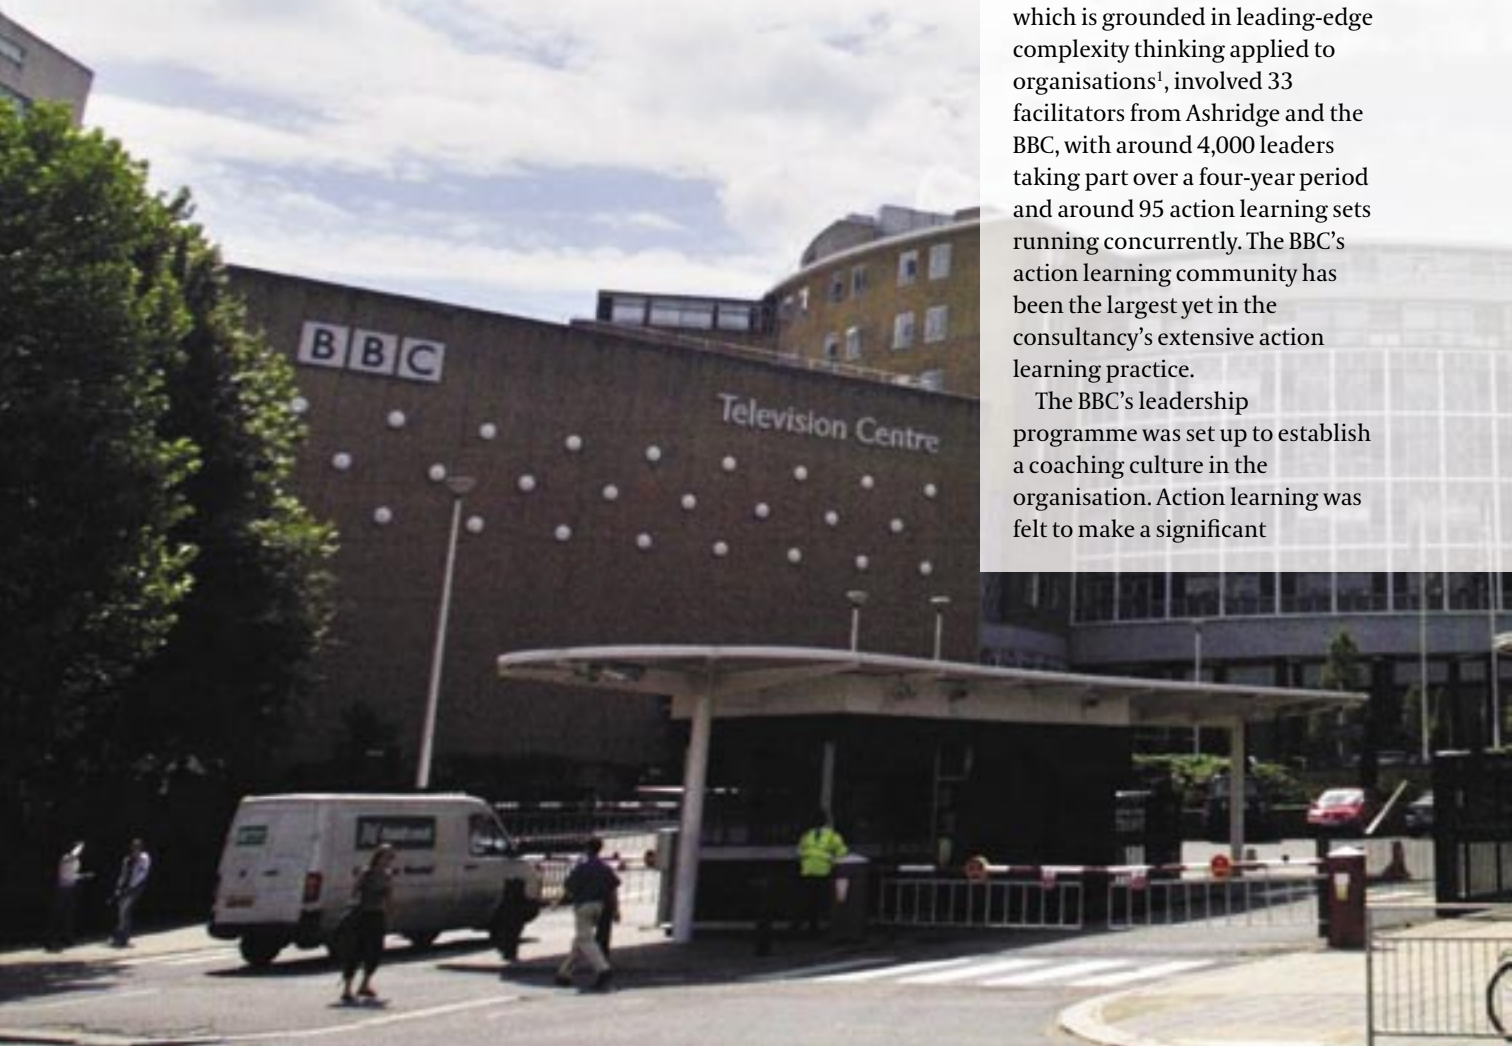 which is grounded in leading-edge
complexity thinking applied to
organisations¹, involved 33
facilitators from Ashridge and the
BBC, with around 4,000 leaders
taking part over a four-year period
and around 95 action learning sets
running concurrently. The BBC’s
action learning community has
been the largest yet in the
consultancy’s extensive action
learning practice.
The BBC’s leadership
programme was set up to establish
a coaching culture in the
organisation. Action learning was
felt to make a significant
BBC
Television Centre